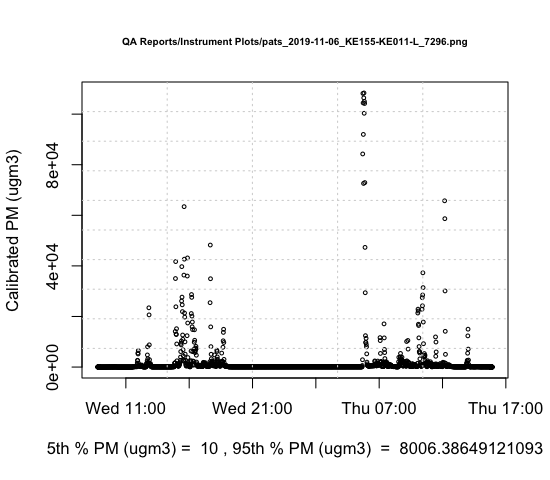 QA Reports/Instrument Plots/pats_2019-11-06_KE155-KE011-L_7296.png
Calibrated PM (ugm3)
8e+04
4e+04
0e+00
Wed 11:00 Wed 21:00 Thu 07:00 Thu 17:00
5th % PM (ugm3) = 10 , 95th % PM (ugm3) = 8006.38649121093